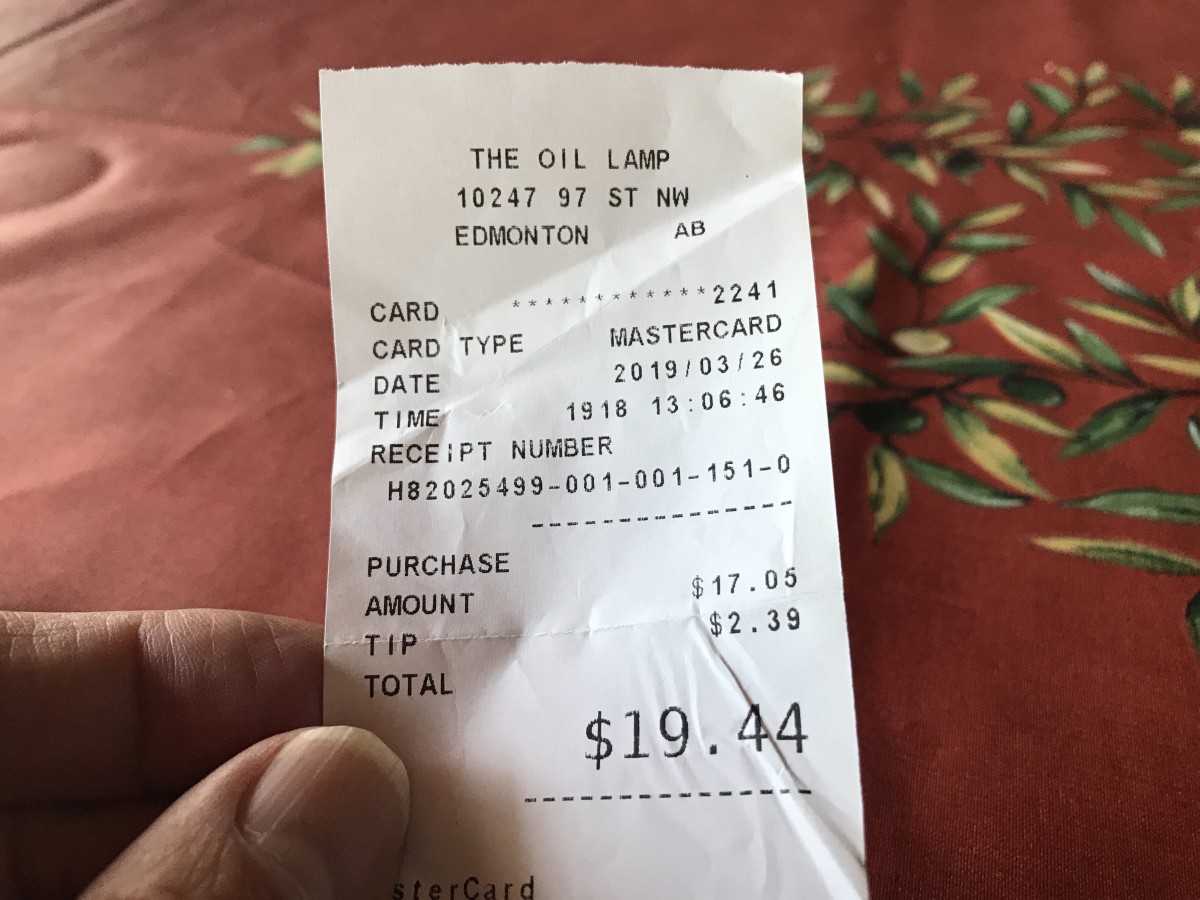 THE OIL LAMP
10247 97 ST NW
EDMONTON AB
CARD ************2241
CARD TYPE MASTERCARD
DATE 2019/03/26
TIME 1918 13:06:46
RECEIPT NUMBER
H82025499-001-001-151-0
---------------
PURCHASE
AMOUNT $17.05
TIP $2.39
TOTAL
$19.44
----------------
sterCard